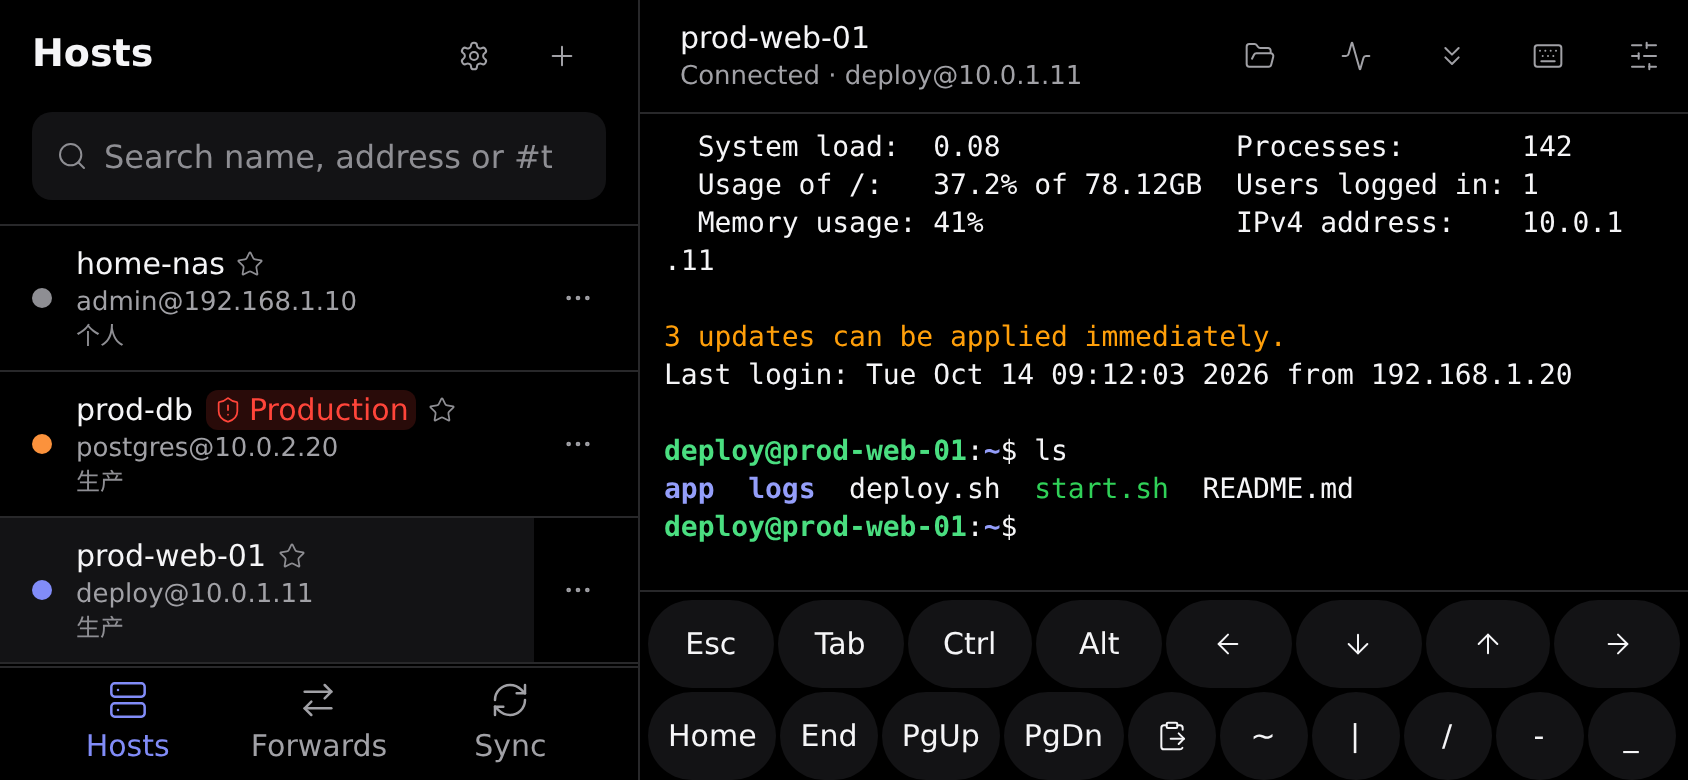 Hosts
Search name, address or #t
home-nas
admin@192.168.1.10
个人
prod-db Production
postgres@10.0.2.20
生产
prod-web-01
deploy@10.0.1.11
生产
Hosts Forwards Sync
prod-web-01
Connected · deploy@10.0.1.11
System load: 0.08 Processes: 142
Usage of /: 37.2% of 78.12GB Users logged in: 1
Memory usage: 41% IPv4 address: 10.0.1
.11
3 updates can be applied immediately.
Last login: Tue Oct 14 09:12:03 2026 from 192.168.1.20
deploy@prod-web-01:~$ ls
app logs deploy.sh start.sh README.md
deploy@prod-web-01:~$
Esc Tab Ctrl Alt ← ↓ ↑ →
Home End PgUp PgDn ~ | / - _